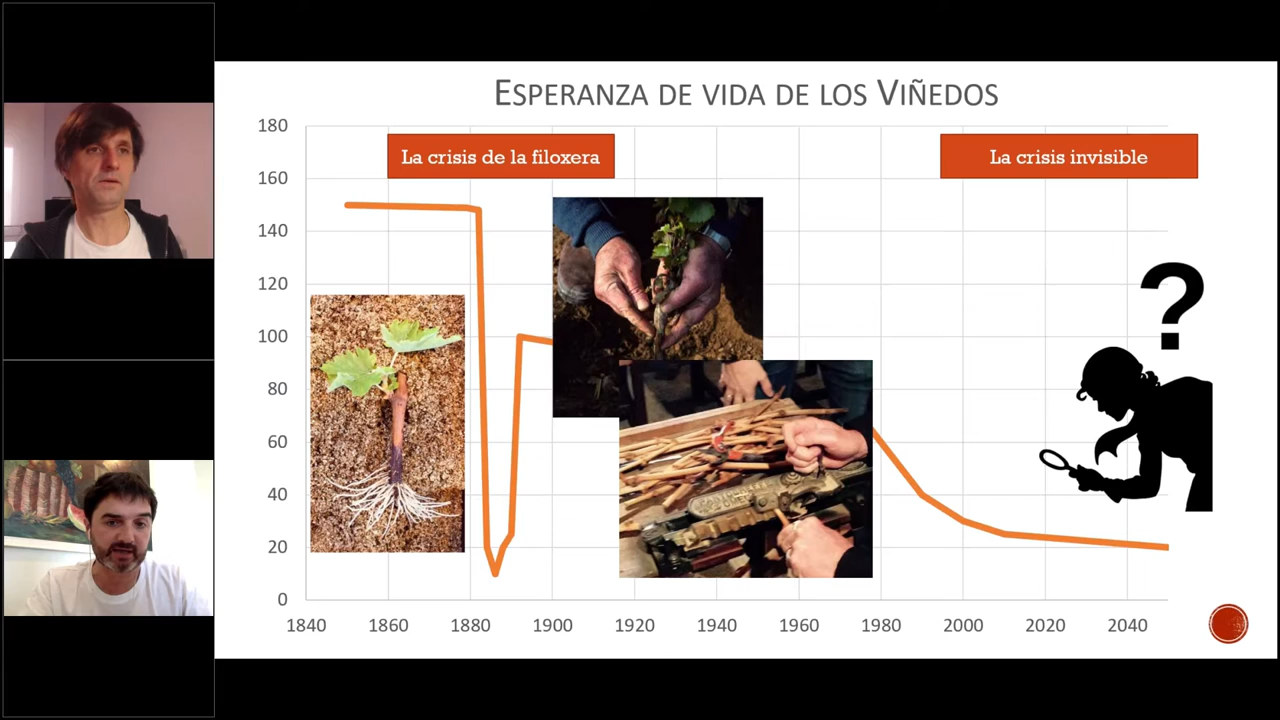 ESPERANZA DE VIDA DE LOS VIÑEDOS
La crisis de la filoxera
La crisis invisible
180
160
140
120
100
80
60
40
20
0
1840 1860 1880 1900 1920 1940 1960 1980 2000 2020 2040
?